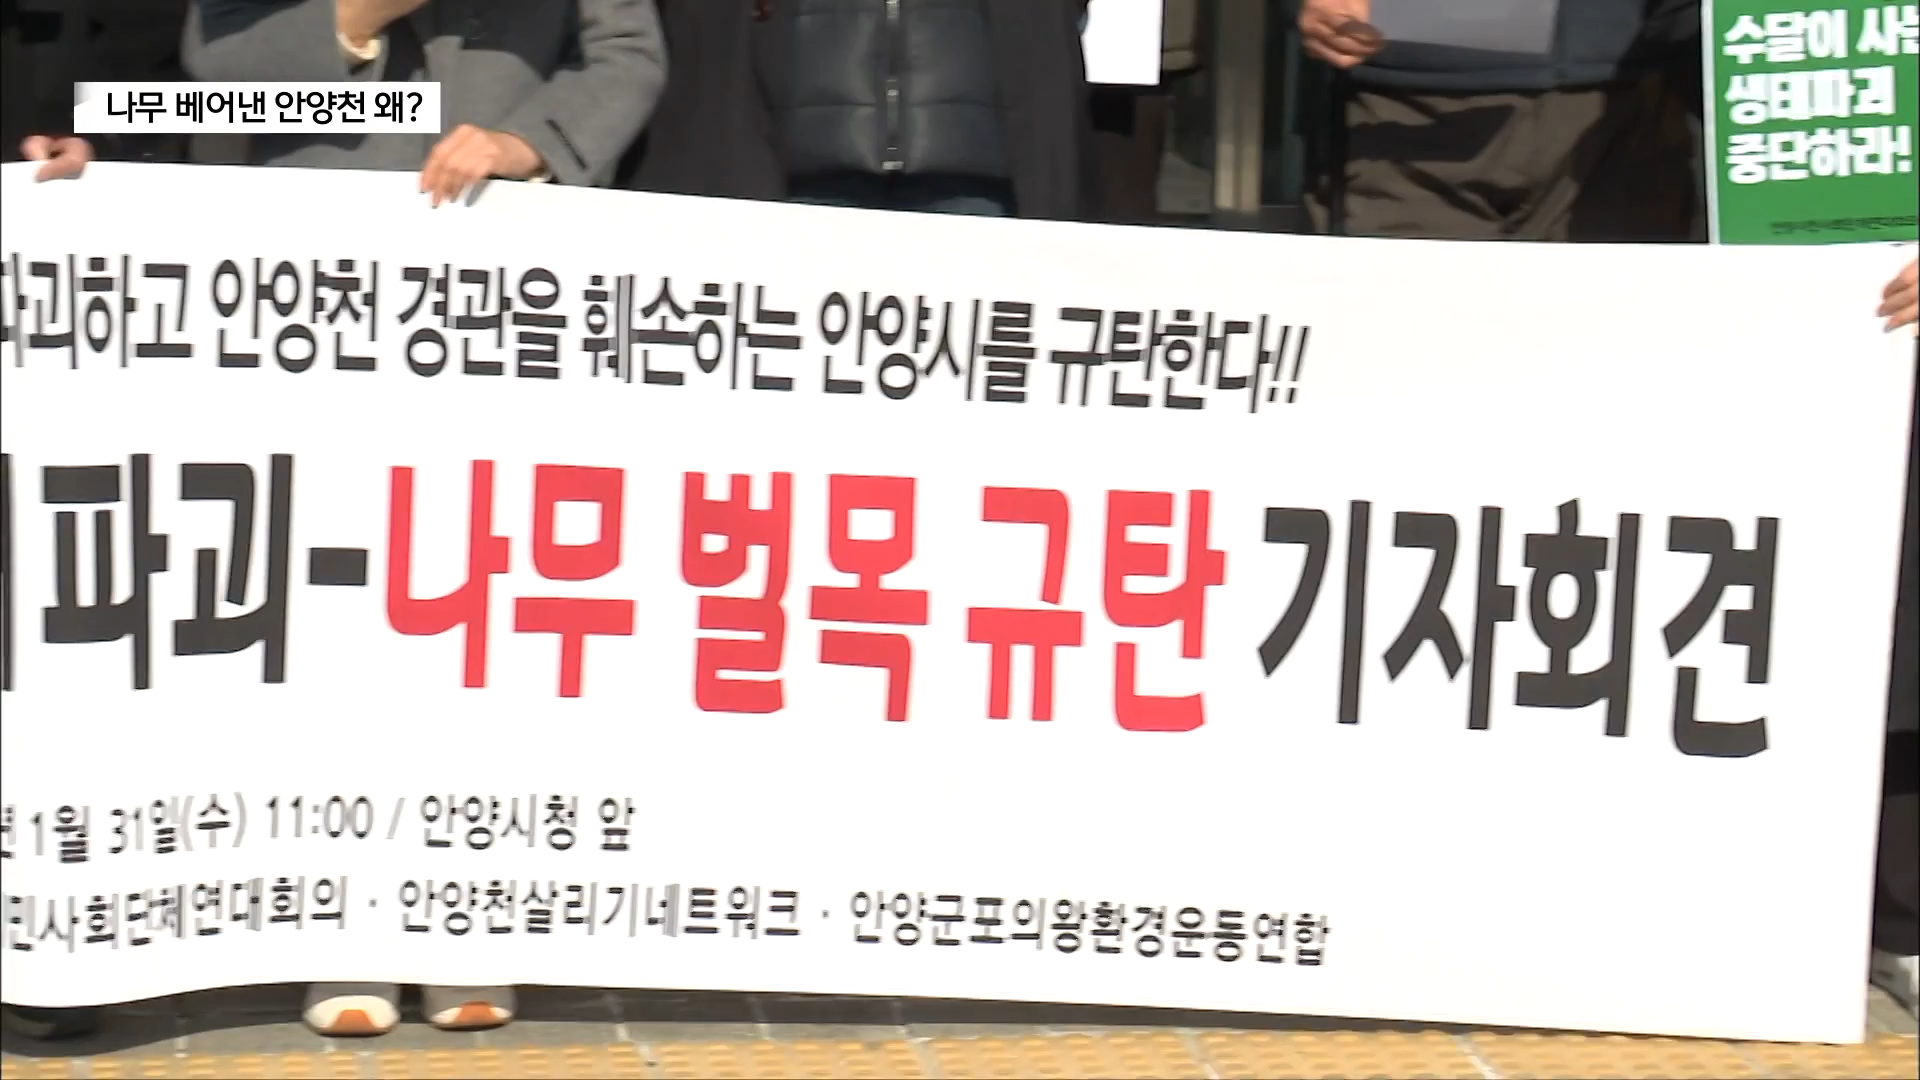 나무 베어낸 안양천 왜?
수달이 사는
생태파괴
중단하라!
파괴하고 안양천 경관을 훼손하는 안양시를 규탄한다!!
파괴-나무 벌목 규탄 기자회견
1월 31일(수) 11:00 / 안양시청 앞
민사회단체연대회의 · 안양천살리기네트워크 · 안양군포의왕환경운동연합